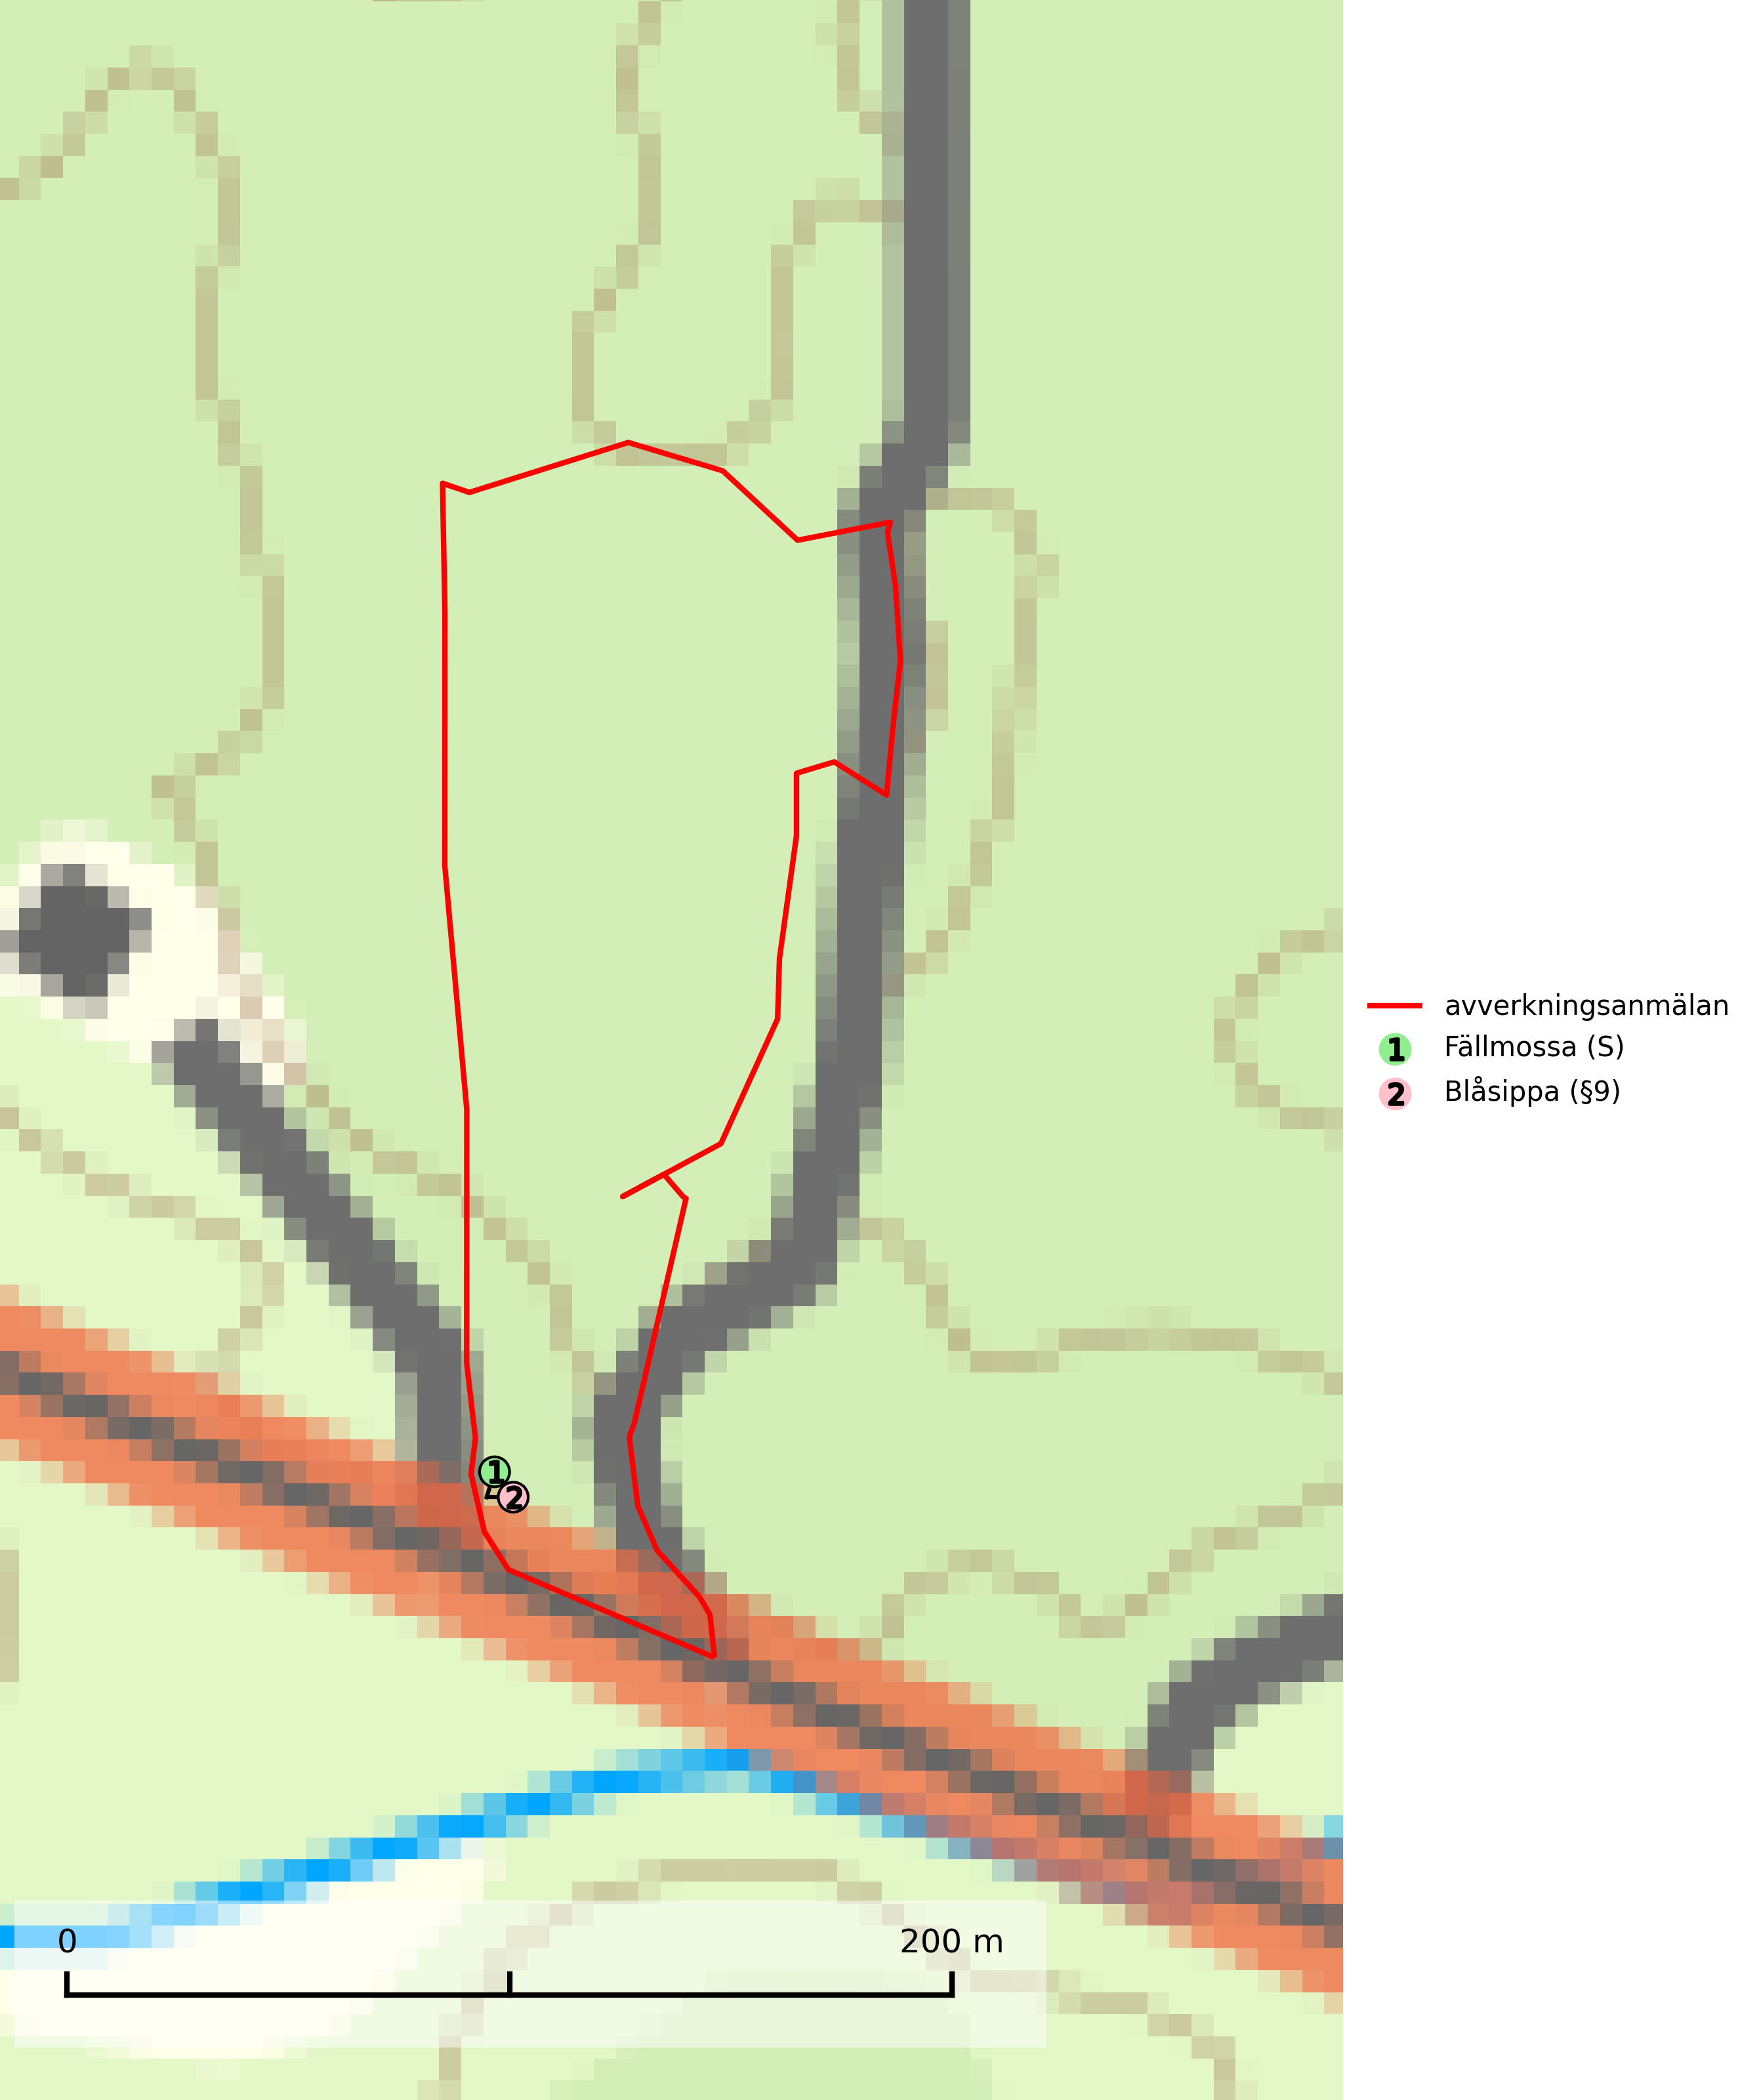 avverkningsanmälan
1 Fällmossa (S)
2 Blåsippa (§9)
1
2
0 200 m